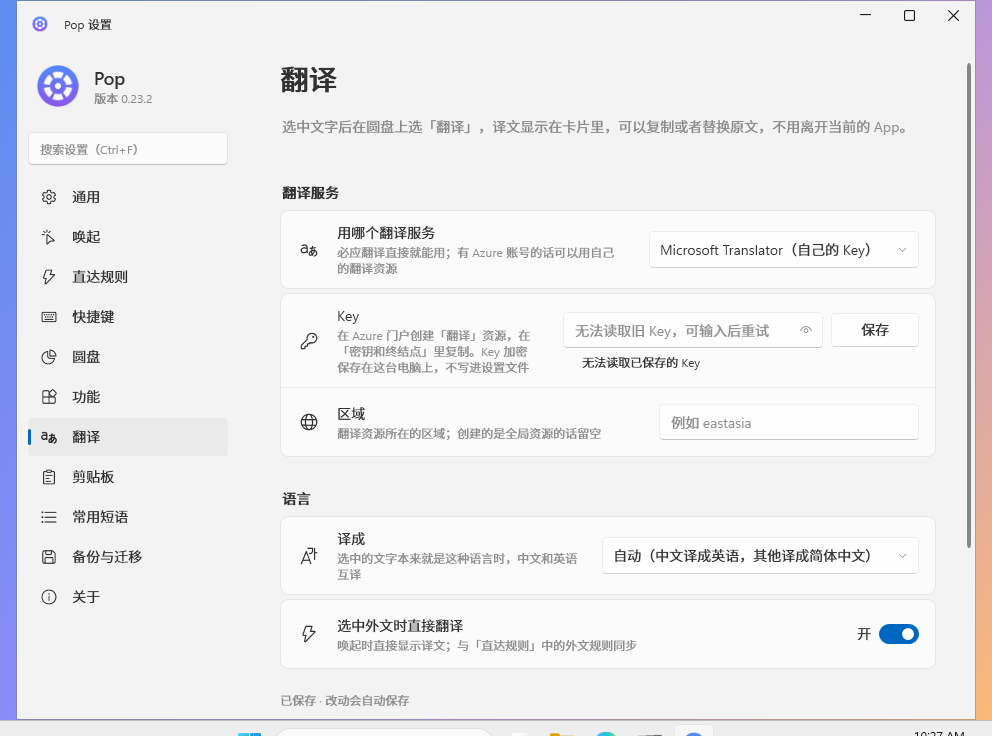 Pop 设置
Pop
版本 0.23.2
搜索设置（Ctrl+F）
通用
唤起
直达规则
快捷键
圆盘
功能
翻译
剪贴板
常用短语
备份与迁移
关于
翻译
选中文字后在圆盘上选「翻译」，译文显示在卡片里，可以复制或者替换原文，不用离开当前的 App。
翻译服务
用哪个翻译服务
必应翻译直接就能用；有 Azure 账号的话可以用自己
的翻译资源
Microsoft Translator（自己的 Key）
Key
在 Azure 门户创建「翻译」资源，在
「密钥和终结点」里复制。Key 加密
保存在这台电脑上，不写进设置文件
无法读取旧 Key，可输入后重试
保存
无法读取已保存的 Key
区域
翻译资源所在的区域；创建的是全局资源的话留空
例如 eastasia
语言
译成
选中的文字本来就是这种语言时，中文和英语
互译
自动（中文译成英语，其他译成简体中文）
选中外文时直接翻译
唤起时直接显示译文；与「直达规则」中的外文规则同步
开
已保存 · 改动会自动保存
10:27 AM